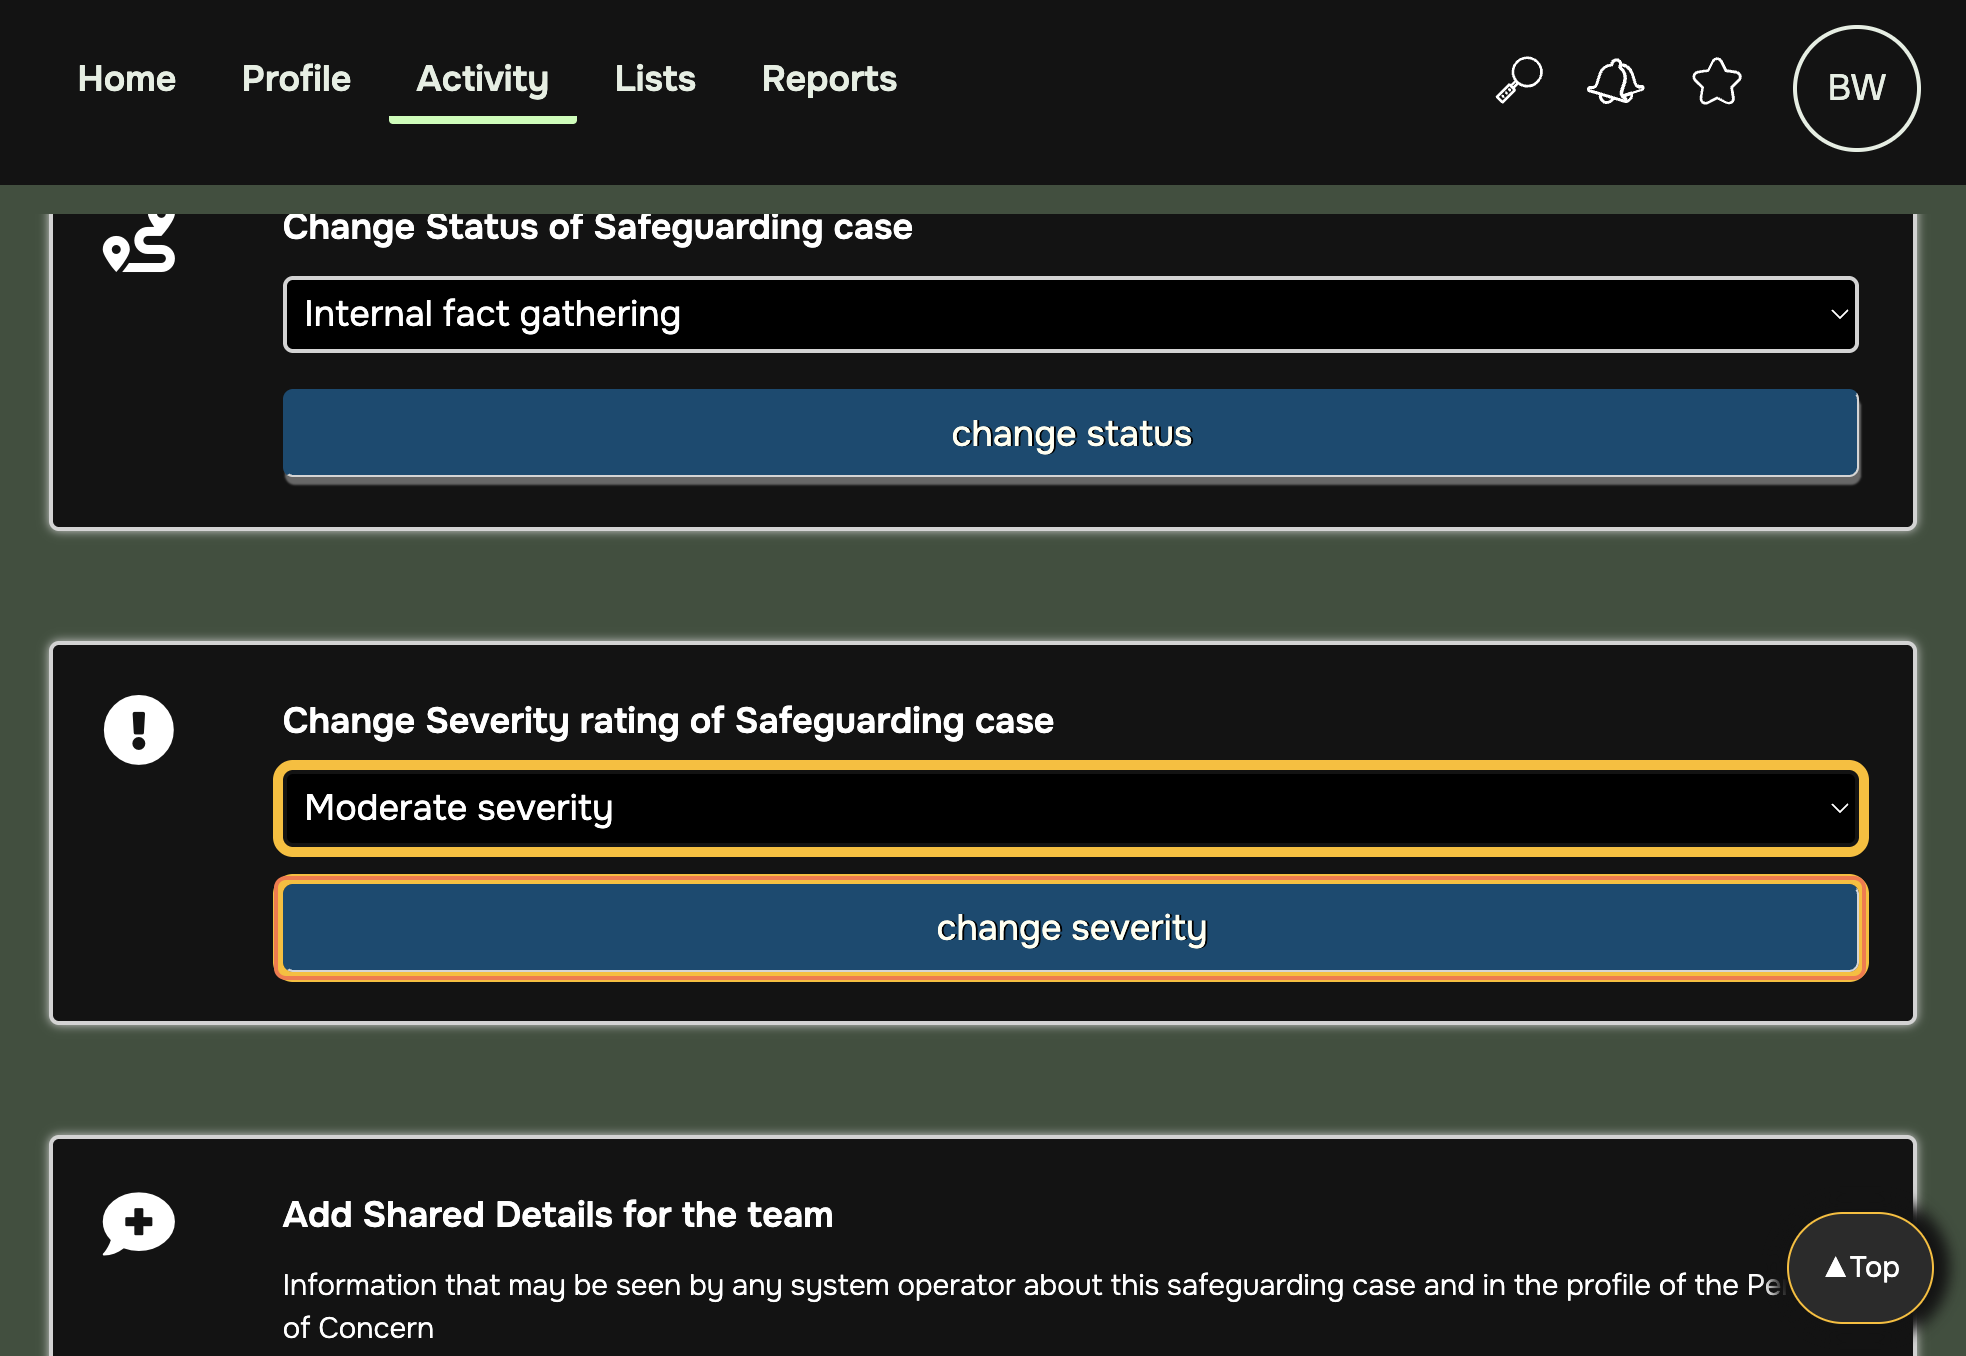 Home Profile Activity Lists Reports BW
Change Status of Safeguarding case
Internal fact gathering
change status
Change Severity rating of Safeguarding case
Moderate severity
change severity
Add Shared Details for the team
Information that may be seen by any system operator about this safeguarding case and in the profile of the
of Concern
▲Top